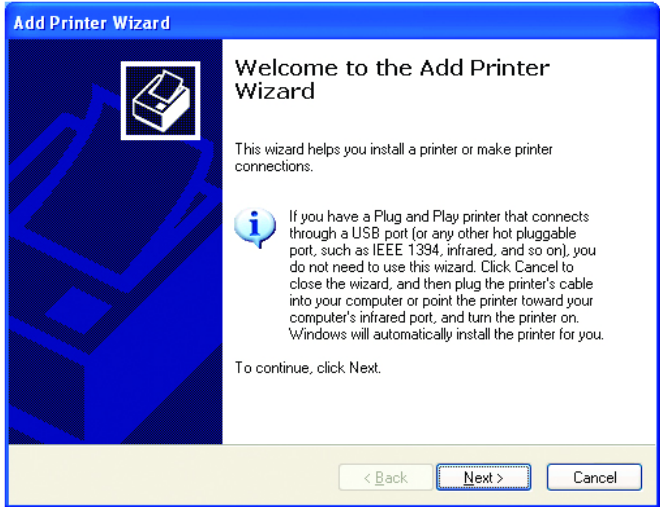 Add Printer Wizard
Welcome to the Add Printer
Wizard
This wizard helps you install a printer or make printer
connections.
If you have a Plug and Play printer that connects
through a USB port (or any other hot pluggable
port, such as IEEE 1394, infrared, and so on), you
do not need to use this wizard. Click Cancel to
close the wizard, and then plug the printer's cable
into your computer or point the printer toward your
computer's infrared port, and turn the printer on.
Windows will automatically install the printer for you.
To continue, click Next.
< Back Next > Cancel